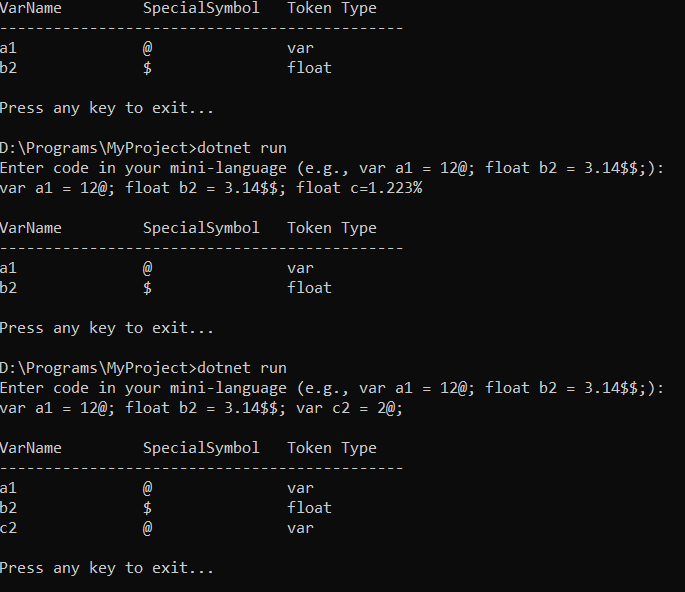 VarName         SpecialSymbol   Token Type
---------------------------------------------
a1              @               var
b2              $               float

Press any key to exit...

D:\Programs\MyProject>dotnet run
Enter code in your mini-language (e.g., var a1 = 12@; float b2 = 3.14$$;):
var a1 = 12@; float b2 = 3.14$$; float c=1.223%

VarName         SpecialSymbol   Token Type
---------------------------------------------
a1              @               var
b2              $               float

Press any key to exit...

D:\Programs\MyProject>dotnet run
Enter code in your mini-language (e.g., var a1 = 12@; float b2 = 3.14$$;):
var a1 = 12@; float b2 = 3.14$$; var c2 = 2@;

VarName         SpecialSymbol   Token Type
---------------------------------------------
a1              @               var
b2              $               float
c2              @               var

Press any key to exit...